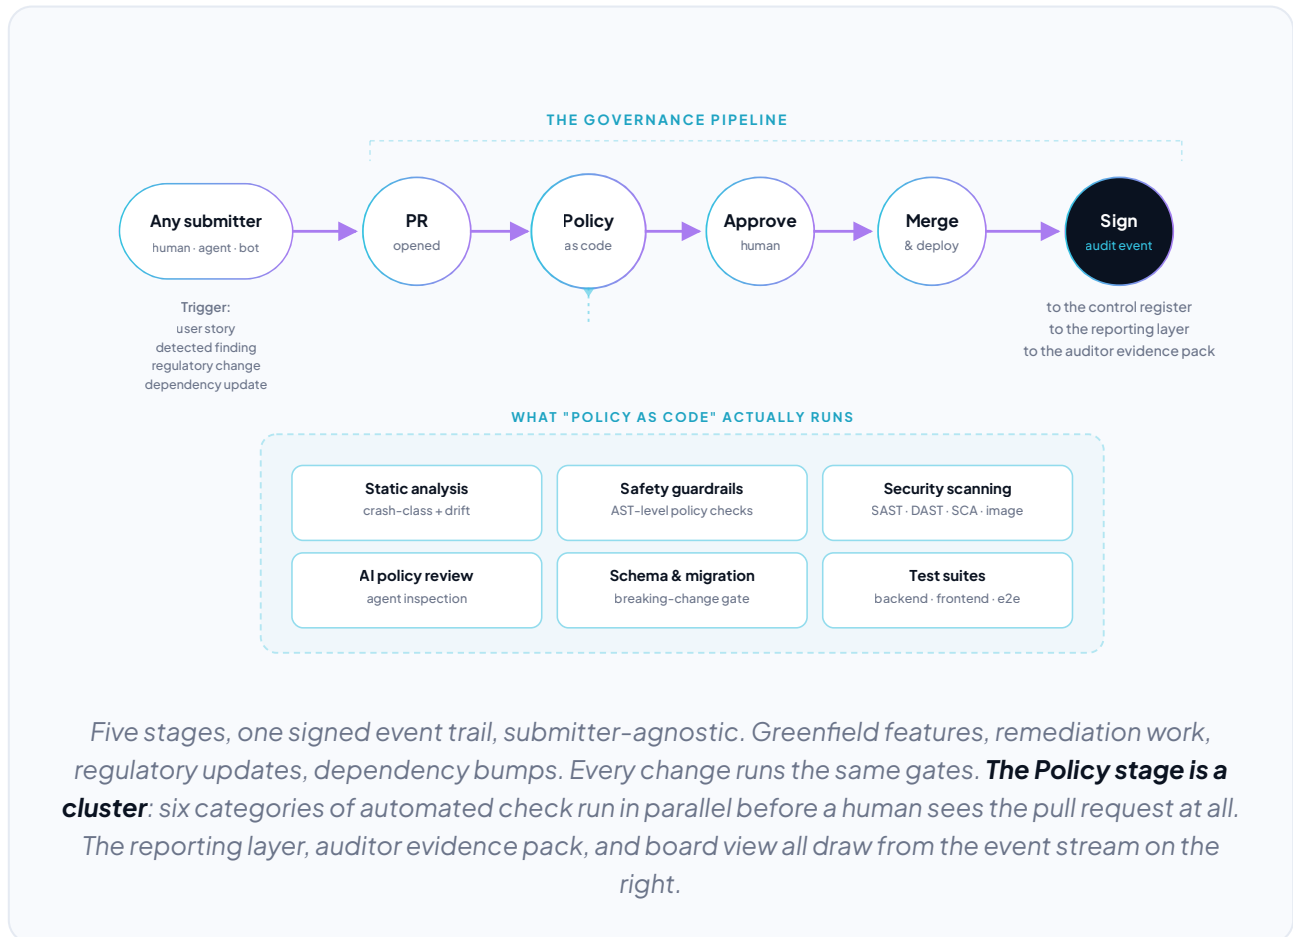 THE GOVERNANCE PIPELINE
Any submitter
human · agent · bot
PR
opened
Policy
as code
Approve
human
Merge
& deploy
Sign
audit event
Trigger:
user story
detected finding
regulatory change
dependency update
to the control register
to the reporting layer
to the auditor evidence pack
WHAT "POLICY AS CODE" ACTUALLY RUNS
Static analysis
crash-class + drift
Safety guardrails
AST-level policy checks
Security scanning
SAST · DAST · SCA · image
AI policy review
agent inspection
Schema & migration
breaking-change gate
Test suites
backend · frontend · e2e
Five stages, one signed event trail, submitter-agnostic. Greenfield features, remediation work,
regulatory updates, dependency bumps. Every change runs the same gates. The Policy stage is a
cluster: six categories of automated check run in parallel before a human sees the pull request at all.
The reporting layer, auditor evidence pack, and board view all draw from the event stream on the
right.